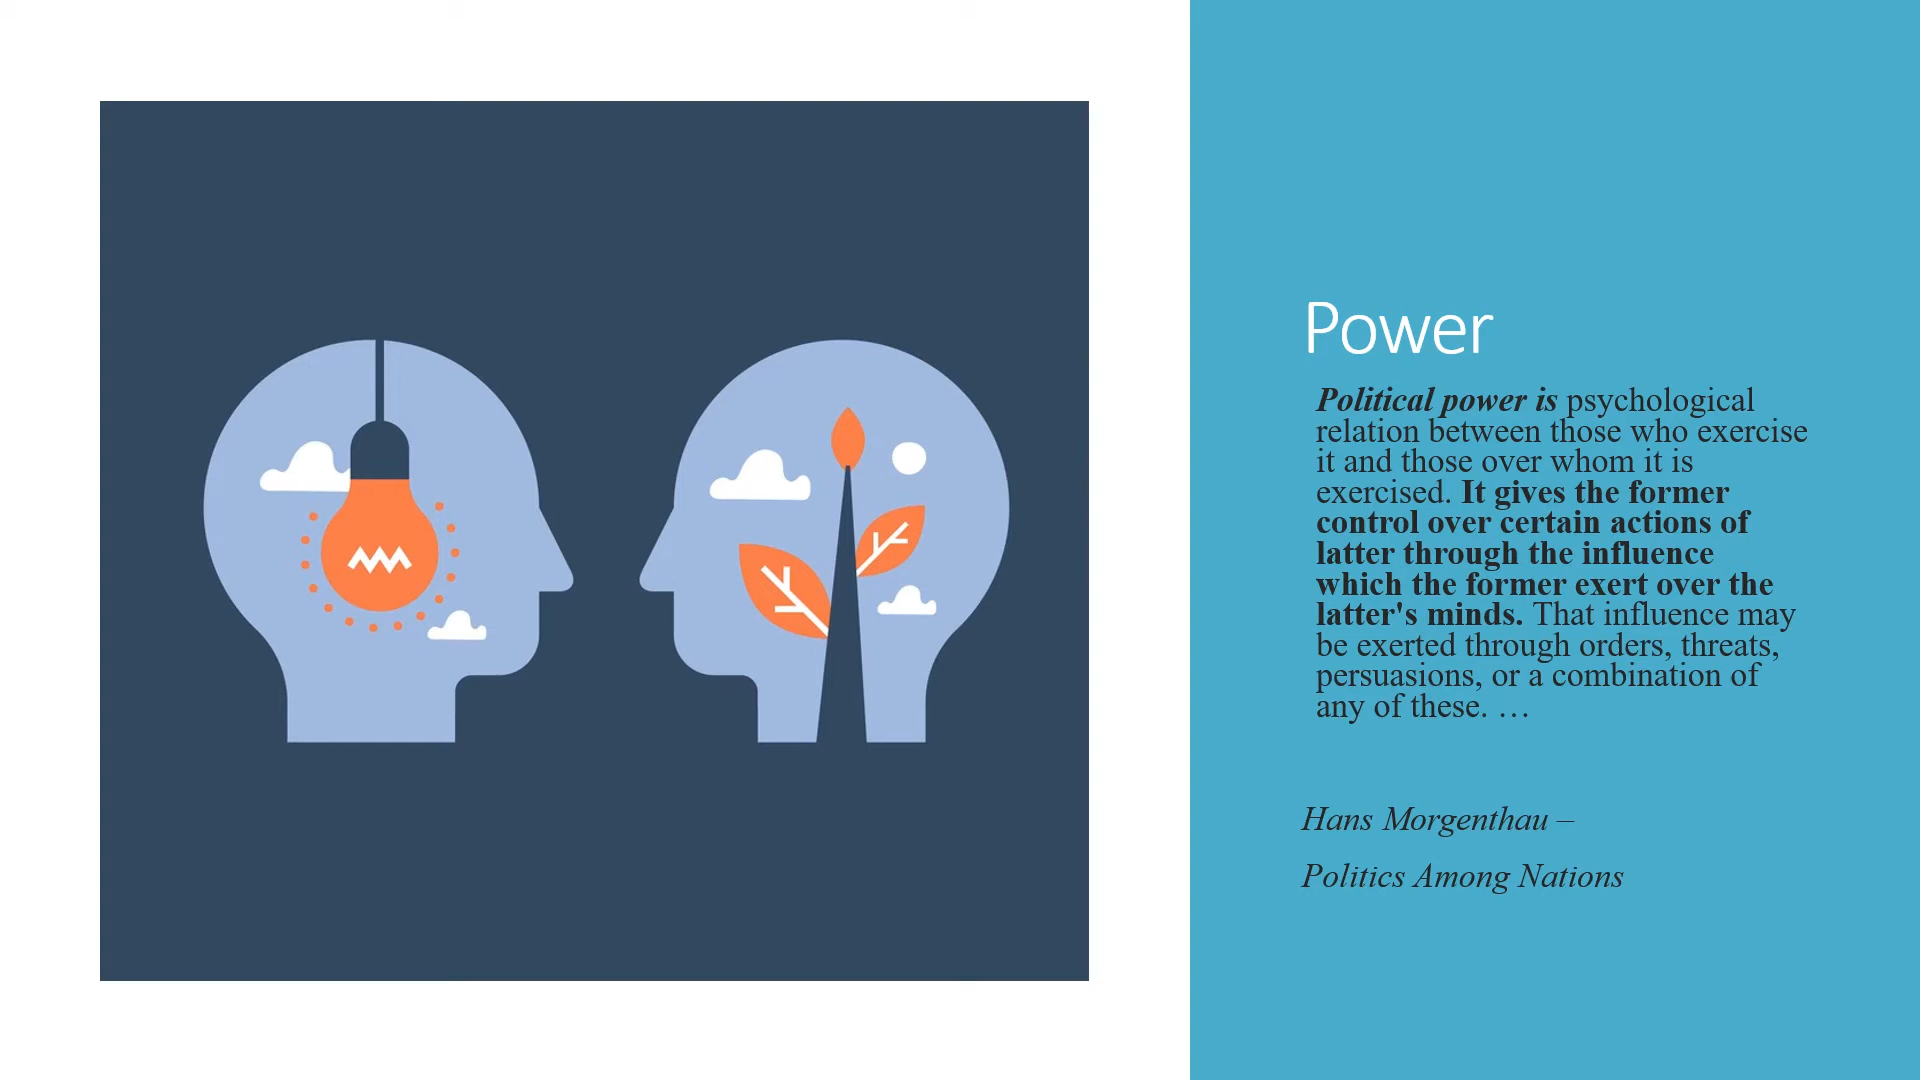 Power
Political power is psychological
relation between those who exercise
it and those over whom it is
exercised. It gives the former
control over certain actions of
latter through the influence
which the former exert over the
latter's minds. That influence may
be exerted through orders, threats,
persuasions, or a combination of
any of these. …
Hans Morgenthau –
Politics Among Nations